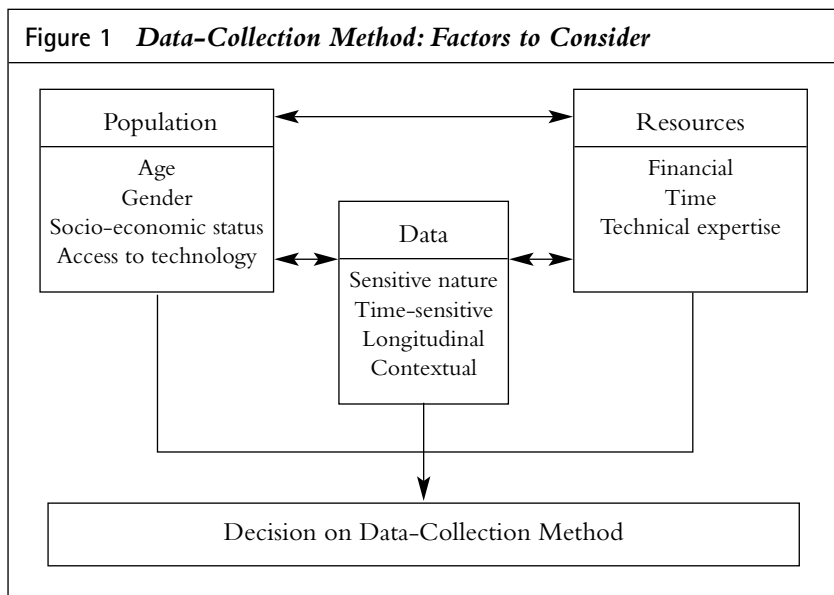 Figure 1 Data-Collection Method: Factors to Consider
Population
Age
Gender
Socio-economic status
Access to technology
Resources
Financial
Time
Technical expertise
Data
Sensitive nature
Time-sensitive
Longitudinal
Contextual
Decision on Data-Collection Method